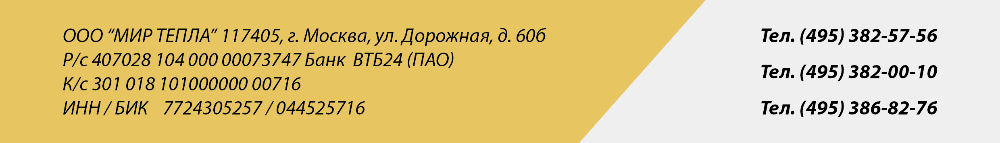 ООО “МИР ТЕПЛА” 117405, г. Москва, ул. Дорожная, д. 60б
Р/с 407028 104 000 00073747 Банк ВТБ24 (ПАО)
К/с 301 018 101000000 00716
ИНН / БИК 7724305257 / 044525716
Тел. (495) 382-57-56
Тел. (495) 382-00-10
Тел. (495) 386-82-76